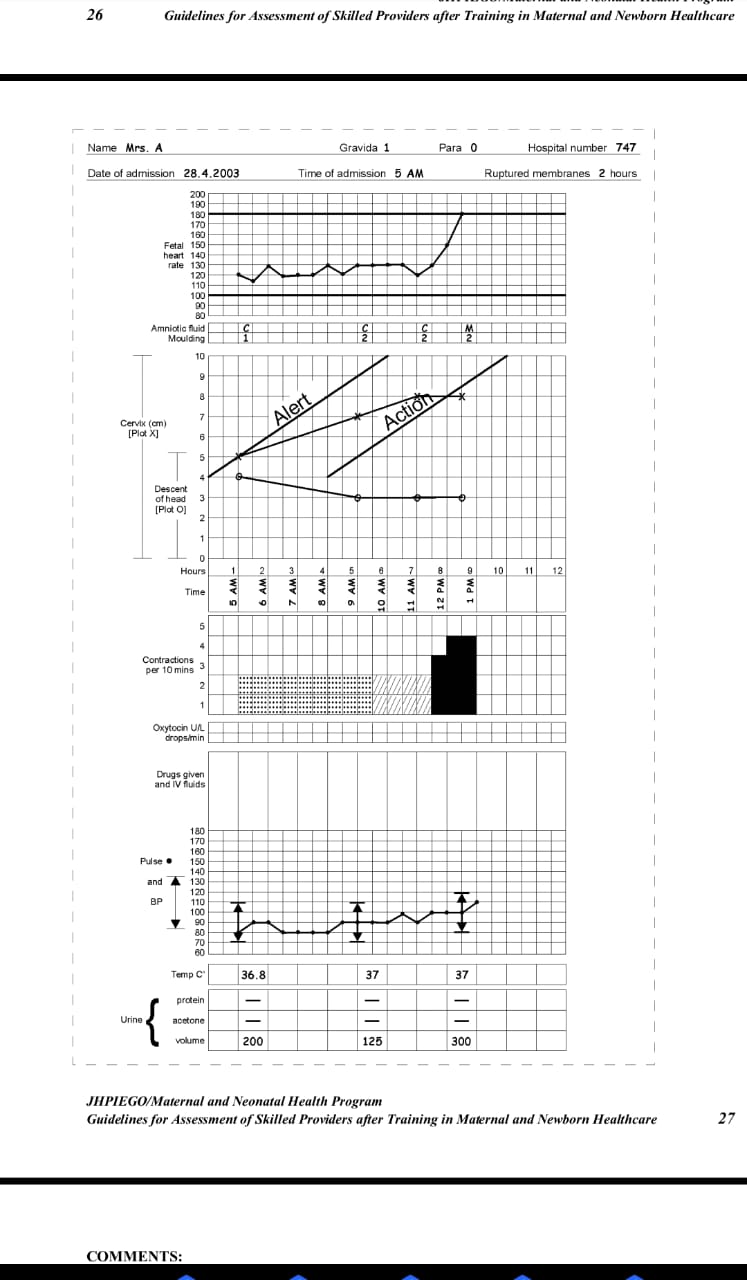 26 Guidelines for Assessment of Skilled Providers after Training in Maternal and Newborn Healthcare
Name Mrs. A Gravida 1 Para 0 Hospital number 747
Date of admission 28.4.2003 Time of admission 5 AM Ruptured membranes 2 hours
200
190
180
170
160
Fetal 150
heart 140
rate 130
120
110
100
90
80
Amniotic fluid C C C M
Moulding 1 2 2 2
10
9
8
Alert
Action
7
Cervix (cm)
[Plot X]
6
5
4
Descent
of head 3
[Plot O]
2
1
0
Hours 1 2 3 4 5 6 7 8 9 10 11 12
Time 5 AM 6 AM 7 AM 8 AM 9 AM 10 AM 11 AM 12 PM 1 PM
5
4
Contractions
per 10 mins 3
2
1
Oxytocin U/L
drops/min
Drugs given
and IV fluids
180
170
160
Pulse ● 150
140
and 130
120
BP 110
100
90
80
70
60
Temp C° 36.8 37 37
protein — — —
Urine { acetone — — —
volume 200 125 300
JHPIEGO/Maternal and Neonatal Health Program
Guidelines for Assessment of Skilled Providers after Training in Maternal and Newborn Healthcare 27
COMMENTS: